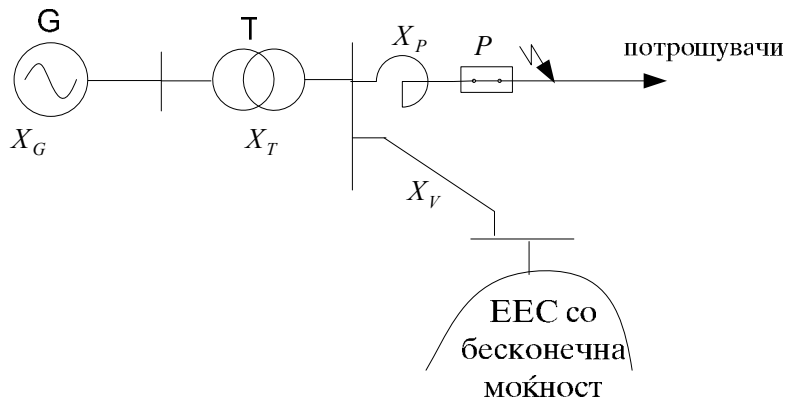 G
T
X_P
P
потрошувачи
X_G
X_T
X_V
ЕЕС со
бесконечна
моќност